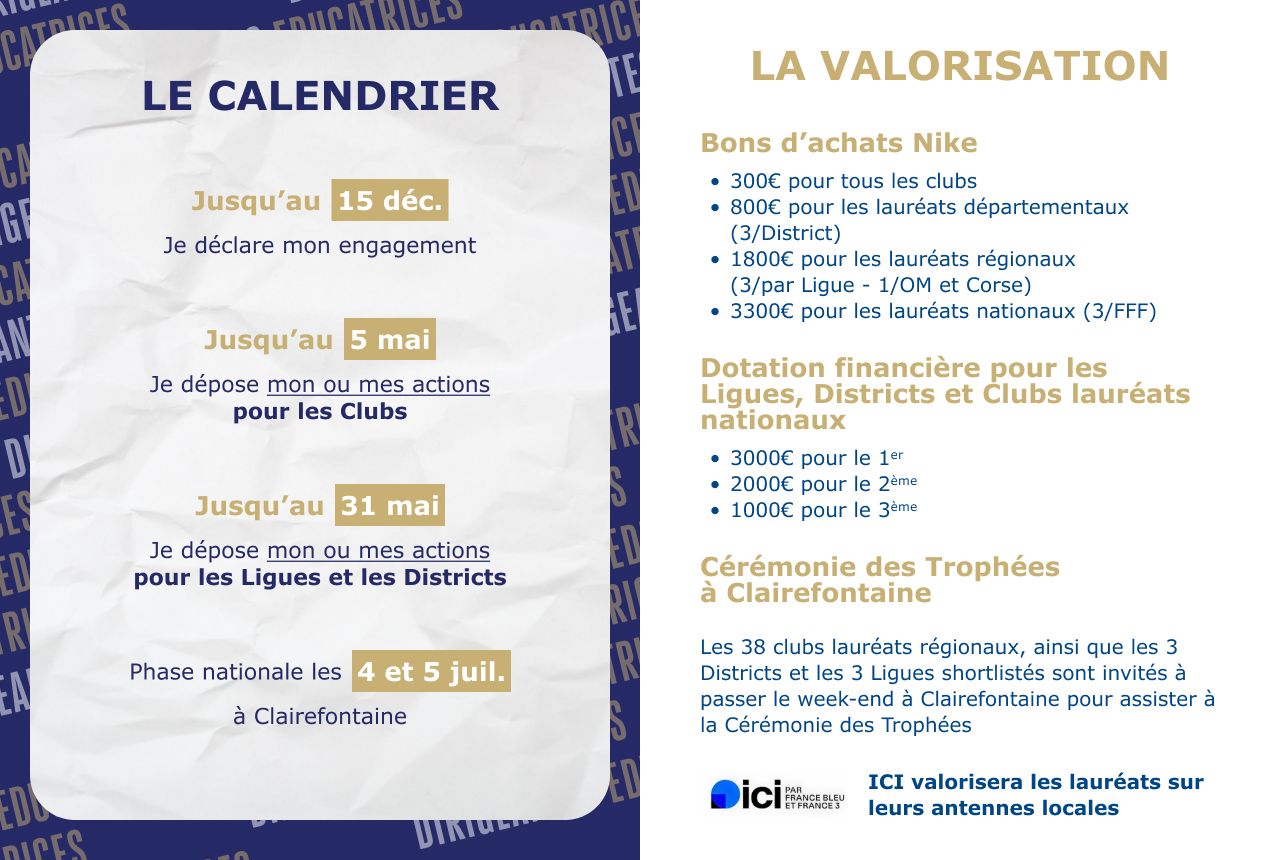 LE CALENDRIER
Jusqu’au 15 déc.
Je déclare mon engagement
Jusqu’au 5 mai
Je dépose mon ou mes actions
pour les Clubs
Jusqu’au 31 mai
Je dépose mon ou mes actions
pour les Ligues et les Districts
Phase nationale les 4 et 5 juil.
à Clairefontaine
LA VALORISATION
Bons d’achats Nike
• 300€ pour tous les clubs
• 800€ pour les lauréats départementaux
(3/District)
• 1800€ pour les lauréats régionaux
(3/par Ligue - 1/OM et Corse)
• 3300€ pour les lauréats nationaux (3/FFF)
Dotation financière pour les
Ligues, Districts et Clubs lauréats
nationaux
• 3000€ pour le 1er
• 2000€ pour le 2ème
• 1000€ pour le 3ème
Cérémonie des Trophées
à Clairefontaine
Les 38 clubs lauréats régionaux, ainsi que les 3
Districts et les 3 Ligues shortlistés sont invités à
passer le week-end à Clairefontaine pour assister à
la Cérémonie des Trophées
ici PAR
FRANCE BLEU
ET FRANCE 3
ICI valorisera les lauréats sur
leurs antennes locales